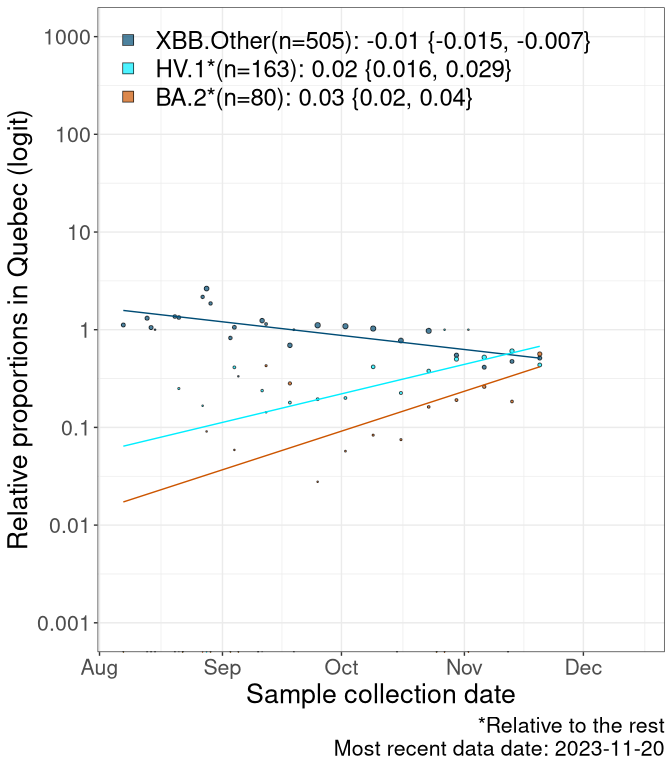 XBB.Other(n=505): -0.01 {-0.015, -0.007}
HV.1*(n=163): 0.02 {0.016, 0.029}
BA.2*(n=80): 0.03 {0.02, 0.04}
Relative proportions in Quebec (logit)
1000
100
10
1
0.1
0.01
0.001
Aug Sep Oct Nov Dec
Sample collection date
*Relative to the rest
Most recent data date: 2023-11-20